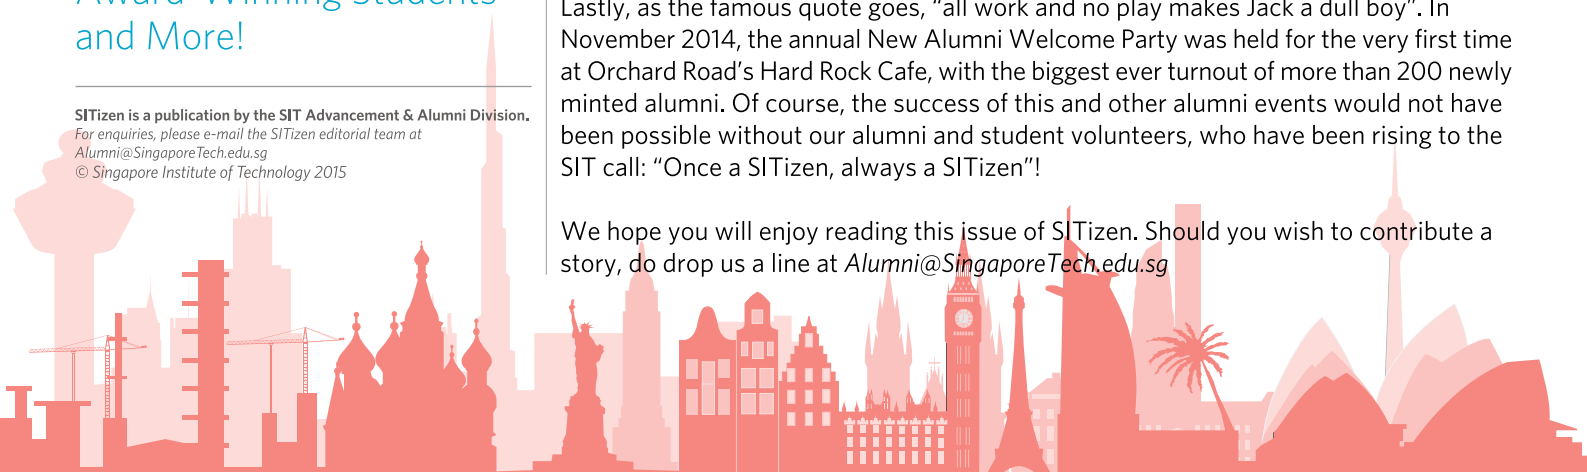 Award-Winning Students
and More!
SITizen is a publication by the SIT Advancement & Alumni Division.
For enquiries, please e-mail the SITizen editorial team at
Alumni@SingaporeTech.edu.sg
© Singapore Institute of Technology 2015
Lastly, as the famous quote goes, “all work and no play makes Jack a dull boy”. In
November 2014, the annual New Alumni Welcome Party was held for the very first time
at Orchard Road’s Hard Rock Cafe, with the biggest ever turnout of more than 200 newly
minted alumni. Of course, the success of this and other alumni events would not have
been possible without our alumni and student volunteers, who have been rising to the
SIT call: “Once a SITizen, always a SITizen”!
We hope you will enjoy reading this issue of SITizen. Should you wish to contribute a
story, do drop us a line at Alumni@SingaporeTech.edu.sg